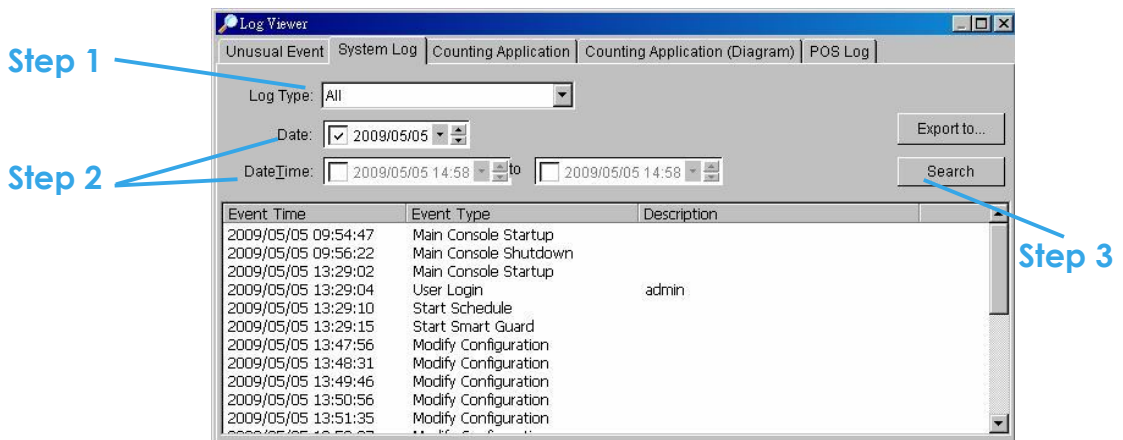 Log Viewer
Unusual Event System Log Counting Application Counting Application (Diagram) POS Log
Step 1
Log Type: All
Date: 2009/05/05
Export to...
Step 2
DateTime: 2009/05/05 14:58 to 2009/05/05 14:58
Search
Event Time Event Type Description
2009/05/05 09:54:47 Main Console Startup
2009/05/05 09:56:22 Main Console Shutdown
Step 3
2009/05/05 13:29:02 Main Console Startup
2009/05/05 13:29:04 User Login admin
2009/05/05 13:29:10 Start Schedule
2009/05/05 13:29:15 Start Smart Guard
2009/05/05 13:47:56 Modify Configuration
2009/05/05 13:48:31 Modify Configuration
2009/05/05 13:49:46 Modify Configuration
2009/05/05 13:50:56 Modify Configuration
2009/05/05 13:51:35 Modify Configuration